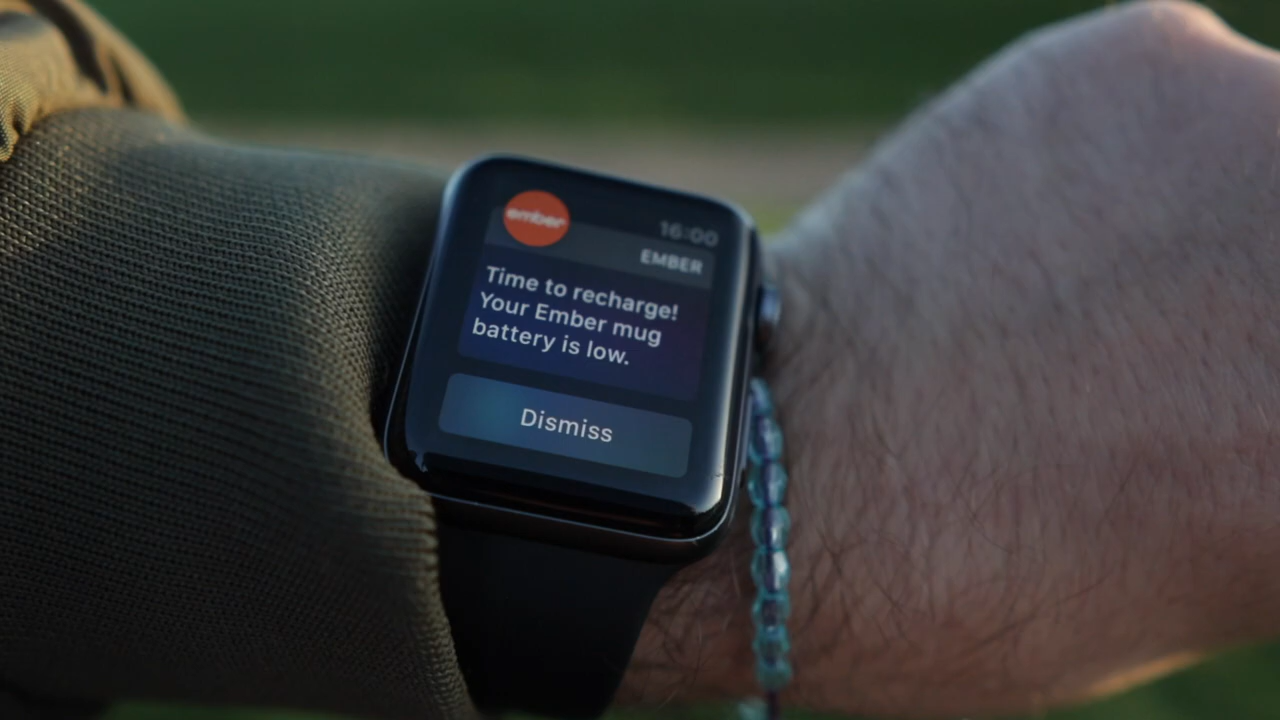 ember
16:00
EMBER
Time to recharge!
Your Ember mug
battery is low.
Dismiss